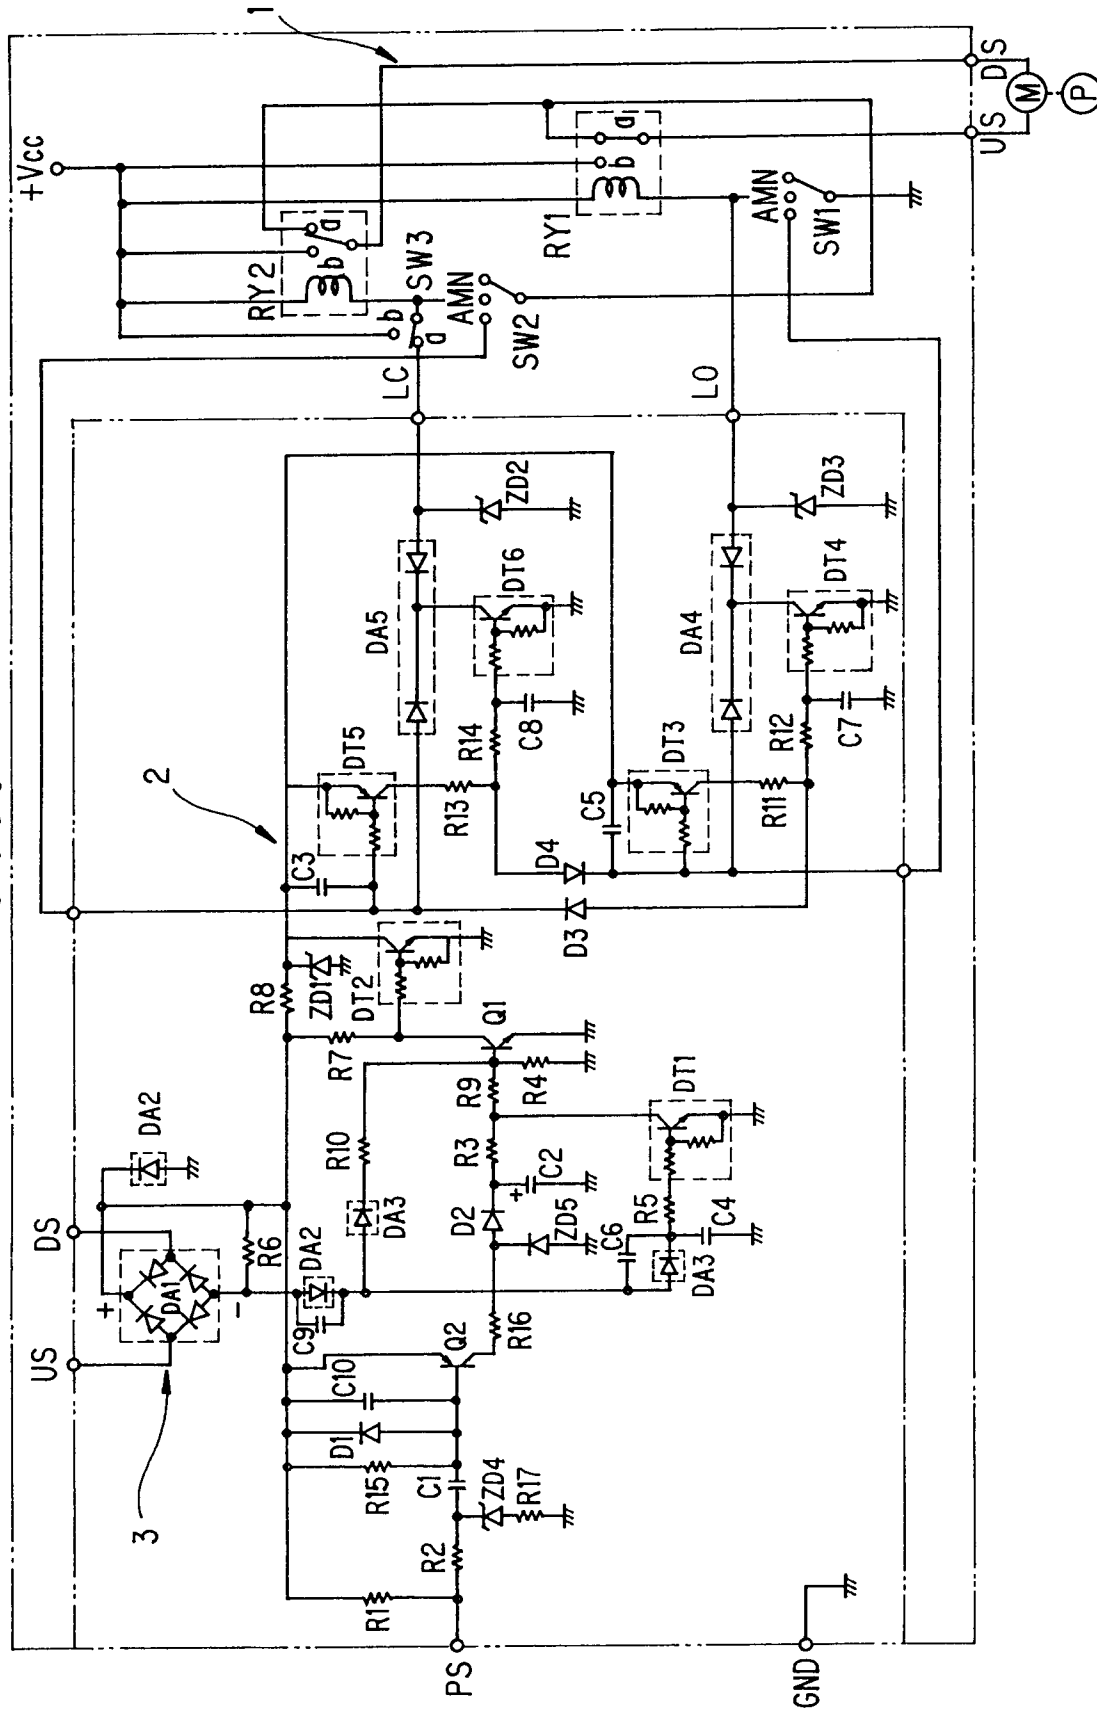 +Vcc
US
DS
+
DA1
−
DA2
3
2
1
R6
R8
C3
RY2
b
a
ZD1
DT2
DT5
C9
DA2
R10
R7
DA3
D1
C10
R15
R1
DA5
b
a
SW3
LC
C1
Q2
R13
R14
AMN
PS
R2
D2
R3
R9
Q1
DT6
ZD2
SW2
ZD4
R17
R16
C2
R4
C8
D4
ZD5
D3
C5
RY1
b
a
C6
R5
DT1
DT3
DA4
DA3
C4
LO
R11
R12
AMN
GND
DT4
ZD3
SW1
C7
US
DS
M
P